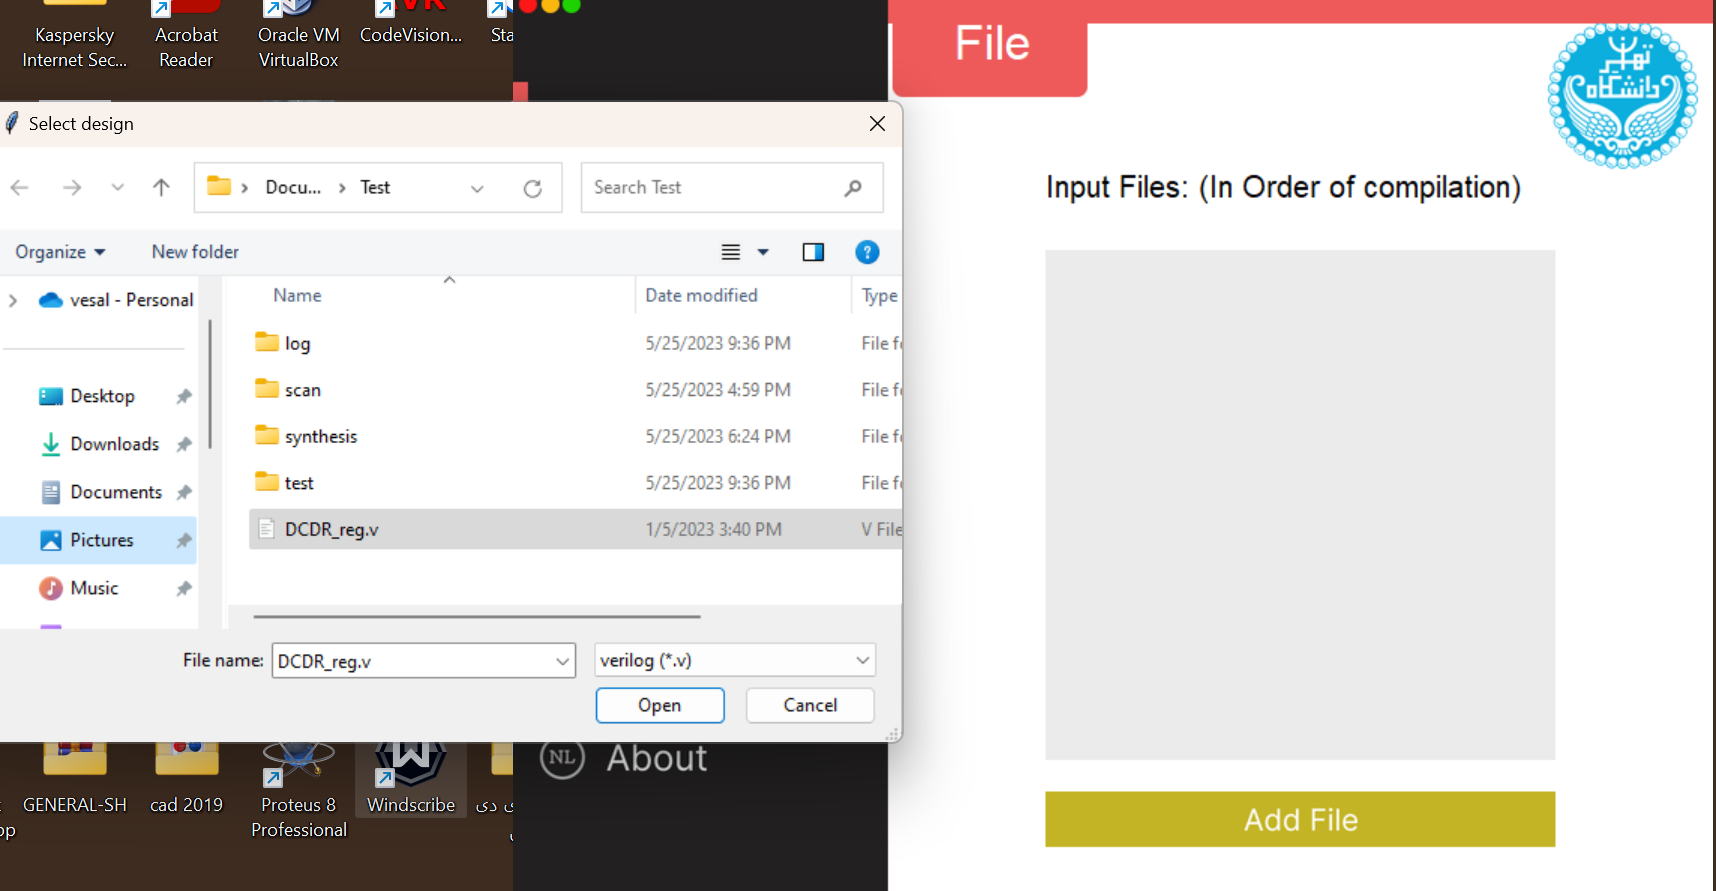 Kaspersky
Internet Sec...
Acrobat
Reader
Oracle VM
VirtualBox
CodeVision...
Sta
File
تهران
دانشگاه
Select design
Docu...
Test
Search Test
Organize
New folder
Name
Date modified
Type
vesal - Personal
Desktop
Downloads
Documents
Pictures
Music
log 5/25/2023 9:36 PM File f
scan 5/25/2023 4:59 PM File f
synthesis 5/25/2023 6:24 PM File f
test 5/25/2023 9:36 PM File f
DCDR_reg.v 1/5/2023 3:40 PM V File
File name: DCDR_reg.v verilog (*.v)
Open Cancel
Input Files: (In Order of compilation)
Add File
NL About
GENERAL-SH
cad 2019
Proteus 8
Professional
Windscribe
ی دی